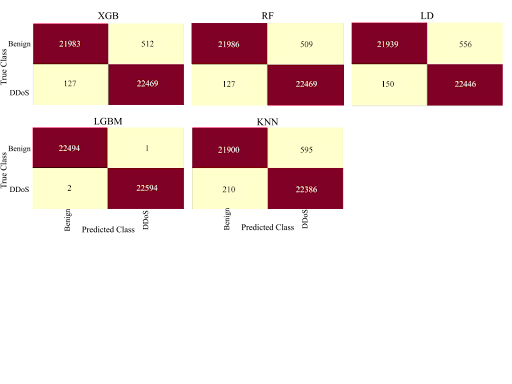 XGB RF LD
True Class
Benign 21983 512 21986 509 21939 556
DDoS 127 22469 127 22469 150 22446
LGBM KNN
True Class
Benign 22494 1 21900 595
DDoS 2 22594 210 22386
Benign DDoS Benign DDoS
Predicted Class Predicted Class